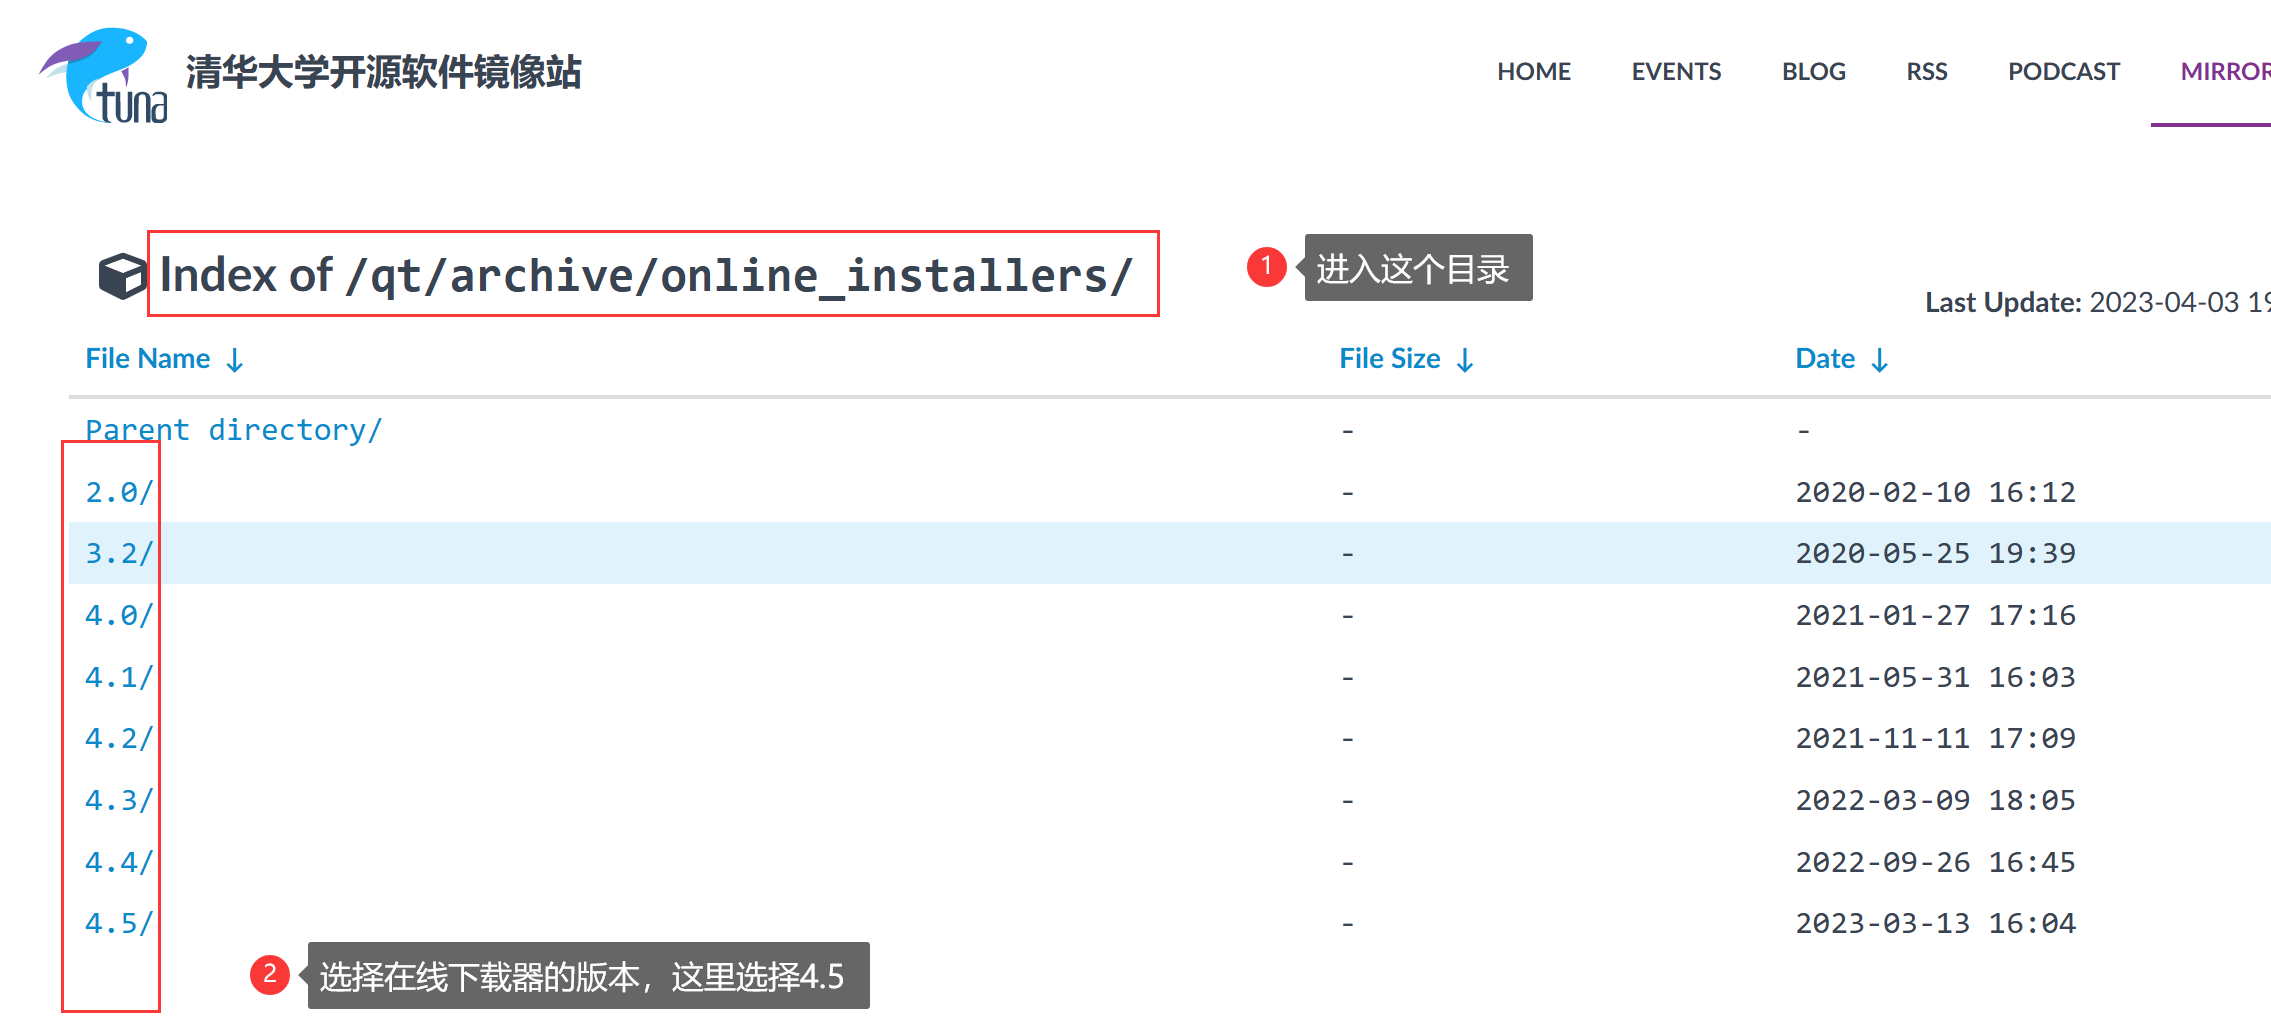 tuna
清华大学开源软件镜像站
HOME EVENTS BLOG RSS PODCAST MIRROR
Index of /qt/archive/online_installers/
1 进入这个目录
Last Update: 2023-04-03 19
File Name ↓ File Size ↓ Date ↓
Parent directory/ - -
2.0/ - 2020-02-10 16:12
3.2/ - 2020-05-25 19:39
4.0/ - 2021-01-27 17:16
4.1/ - 2021-05-31 16:03
4.2/ - 2021-11-11 17:09
4.3/ - 2022-03-09 18:05
4.4/ - 2022-09-26 16:45
4.5/ - 2023-03-13 16:04
2 选择在线下载器的版本，这里选择4.5